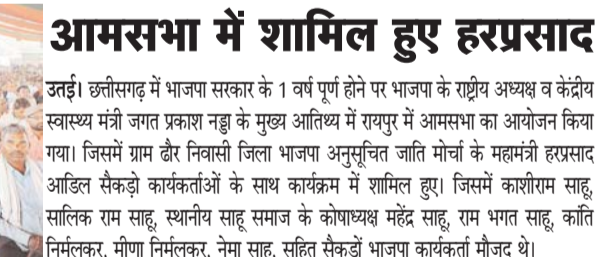 आमसभा में शामिल हुए हरप्रसाद
उतई। छत्तीसगढ़ में भाजपा सरकार के 1 वर्ष पूर्ण होने पर भाजपा के राष्ट्रीय अध्यक्ष व केंद्रीय
स्वास्थ्य मंत्री जगत प्रकाश नड्डा के मुख्य आतिथ्य में रायपुर में आमसभा का आयोजन किया
गया। जिसमें ग्राम ढौर निवासी जिला भाजपा अनुसूचित जाति मोर्चा के महामंत्री हरप्रसाद
आडिल सैकड़ो कार्यकर्ताओं के साथ कार्यक्रम में शामिल हुए। जिसमें काशीराम साहू,
सालिक राम साहू, स्थानीय साहू समाज के कोषाध्यक्ष महेंद्र साहू, राम भगत साहू, कांति
निर्मलकर, मीणा निर्मलकर, नेमा साहू, सहित सैकड़ों भाजपा कार्यकर्ता मौजूद थे।